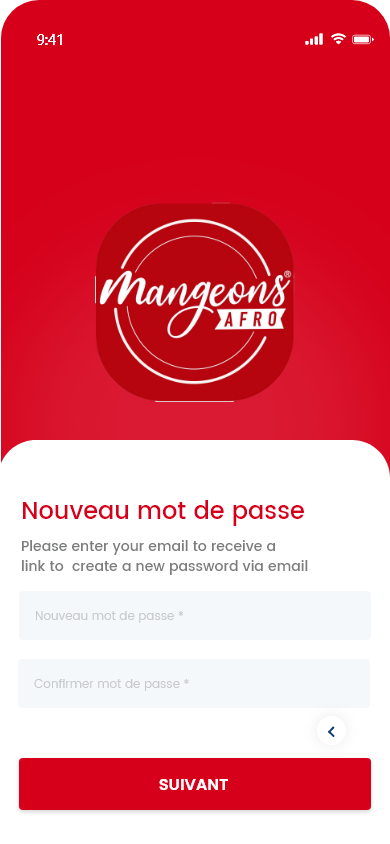 9:41
Mangeons®
AFRO
Nouveau mot de passe
Please enter your email to receive a
link to  create a new password via email
Nouveau mot de passe *
Confirmer mot de passe *
SUIVANT